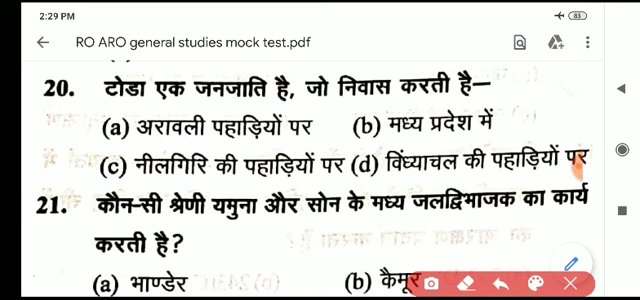 2:29 PM 83
RO ARO general studies mock test.pdf
20. टोडा एक जनजाति है, जो निवास करती है—
(a) अरावली पहाड़ियों पर (b) मध्य प्रदेश में
(c) नीलगिरि की पहाड़ियों पर (d) विंध्याचल की पहाड़ियों पर
21. कौन-सी श्रेणी यमुना और सोन के मध्य जलद्विभाजक का कार्य
करती है?
(a) भाण्डेर (b) कैमूर